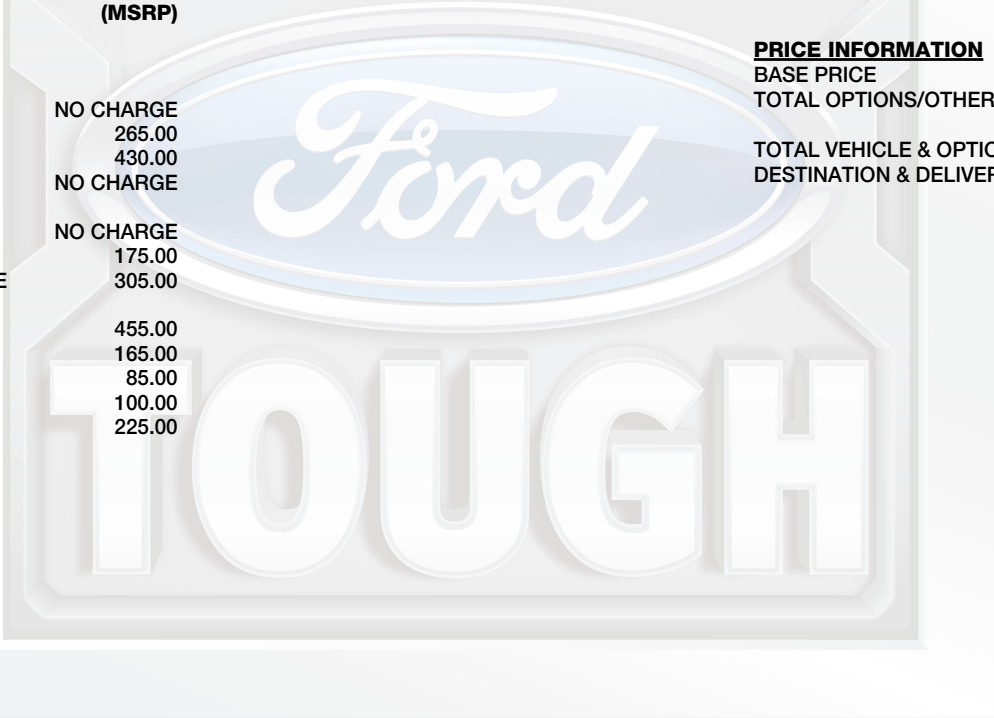 (MSRP)
NO CHARGE
265.00
430.00
NO CHARGE
NO CHARGE
175.00
E 305.00
455.00
165.00
85.00
100.00
225.00
PRICE INFORMATION
BASE PRICE
TOTAL OPTIONS/OTHER
TOTAL VEHICLE & OPTIO
DESTINATION & DELIVER
Ford
TOUGH